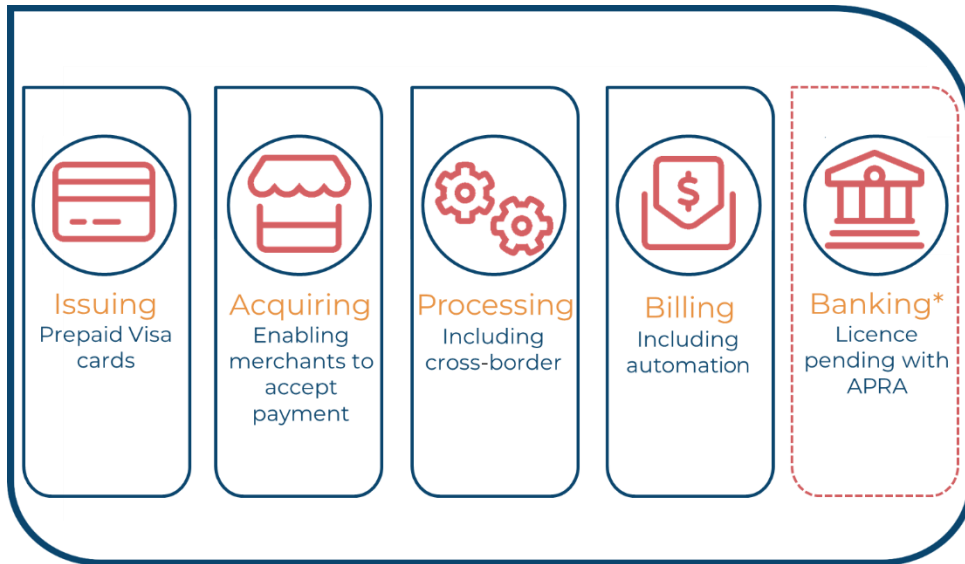 Issuing
Prepaid Visa
cards
Acquiring
Enabling
merchants to
accept
payment
Processing
Including
cross-border
$
Billing
Including
automation
Banking*
Licence
pending with
APRA